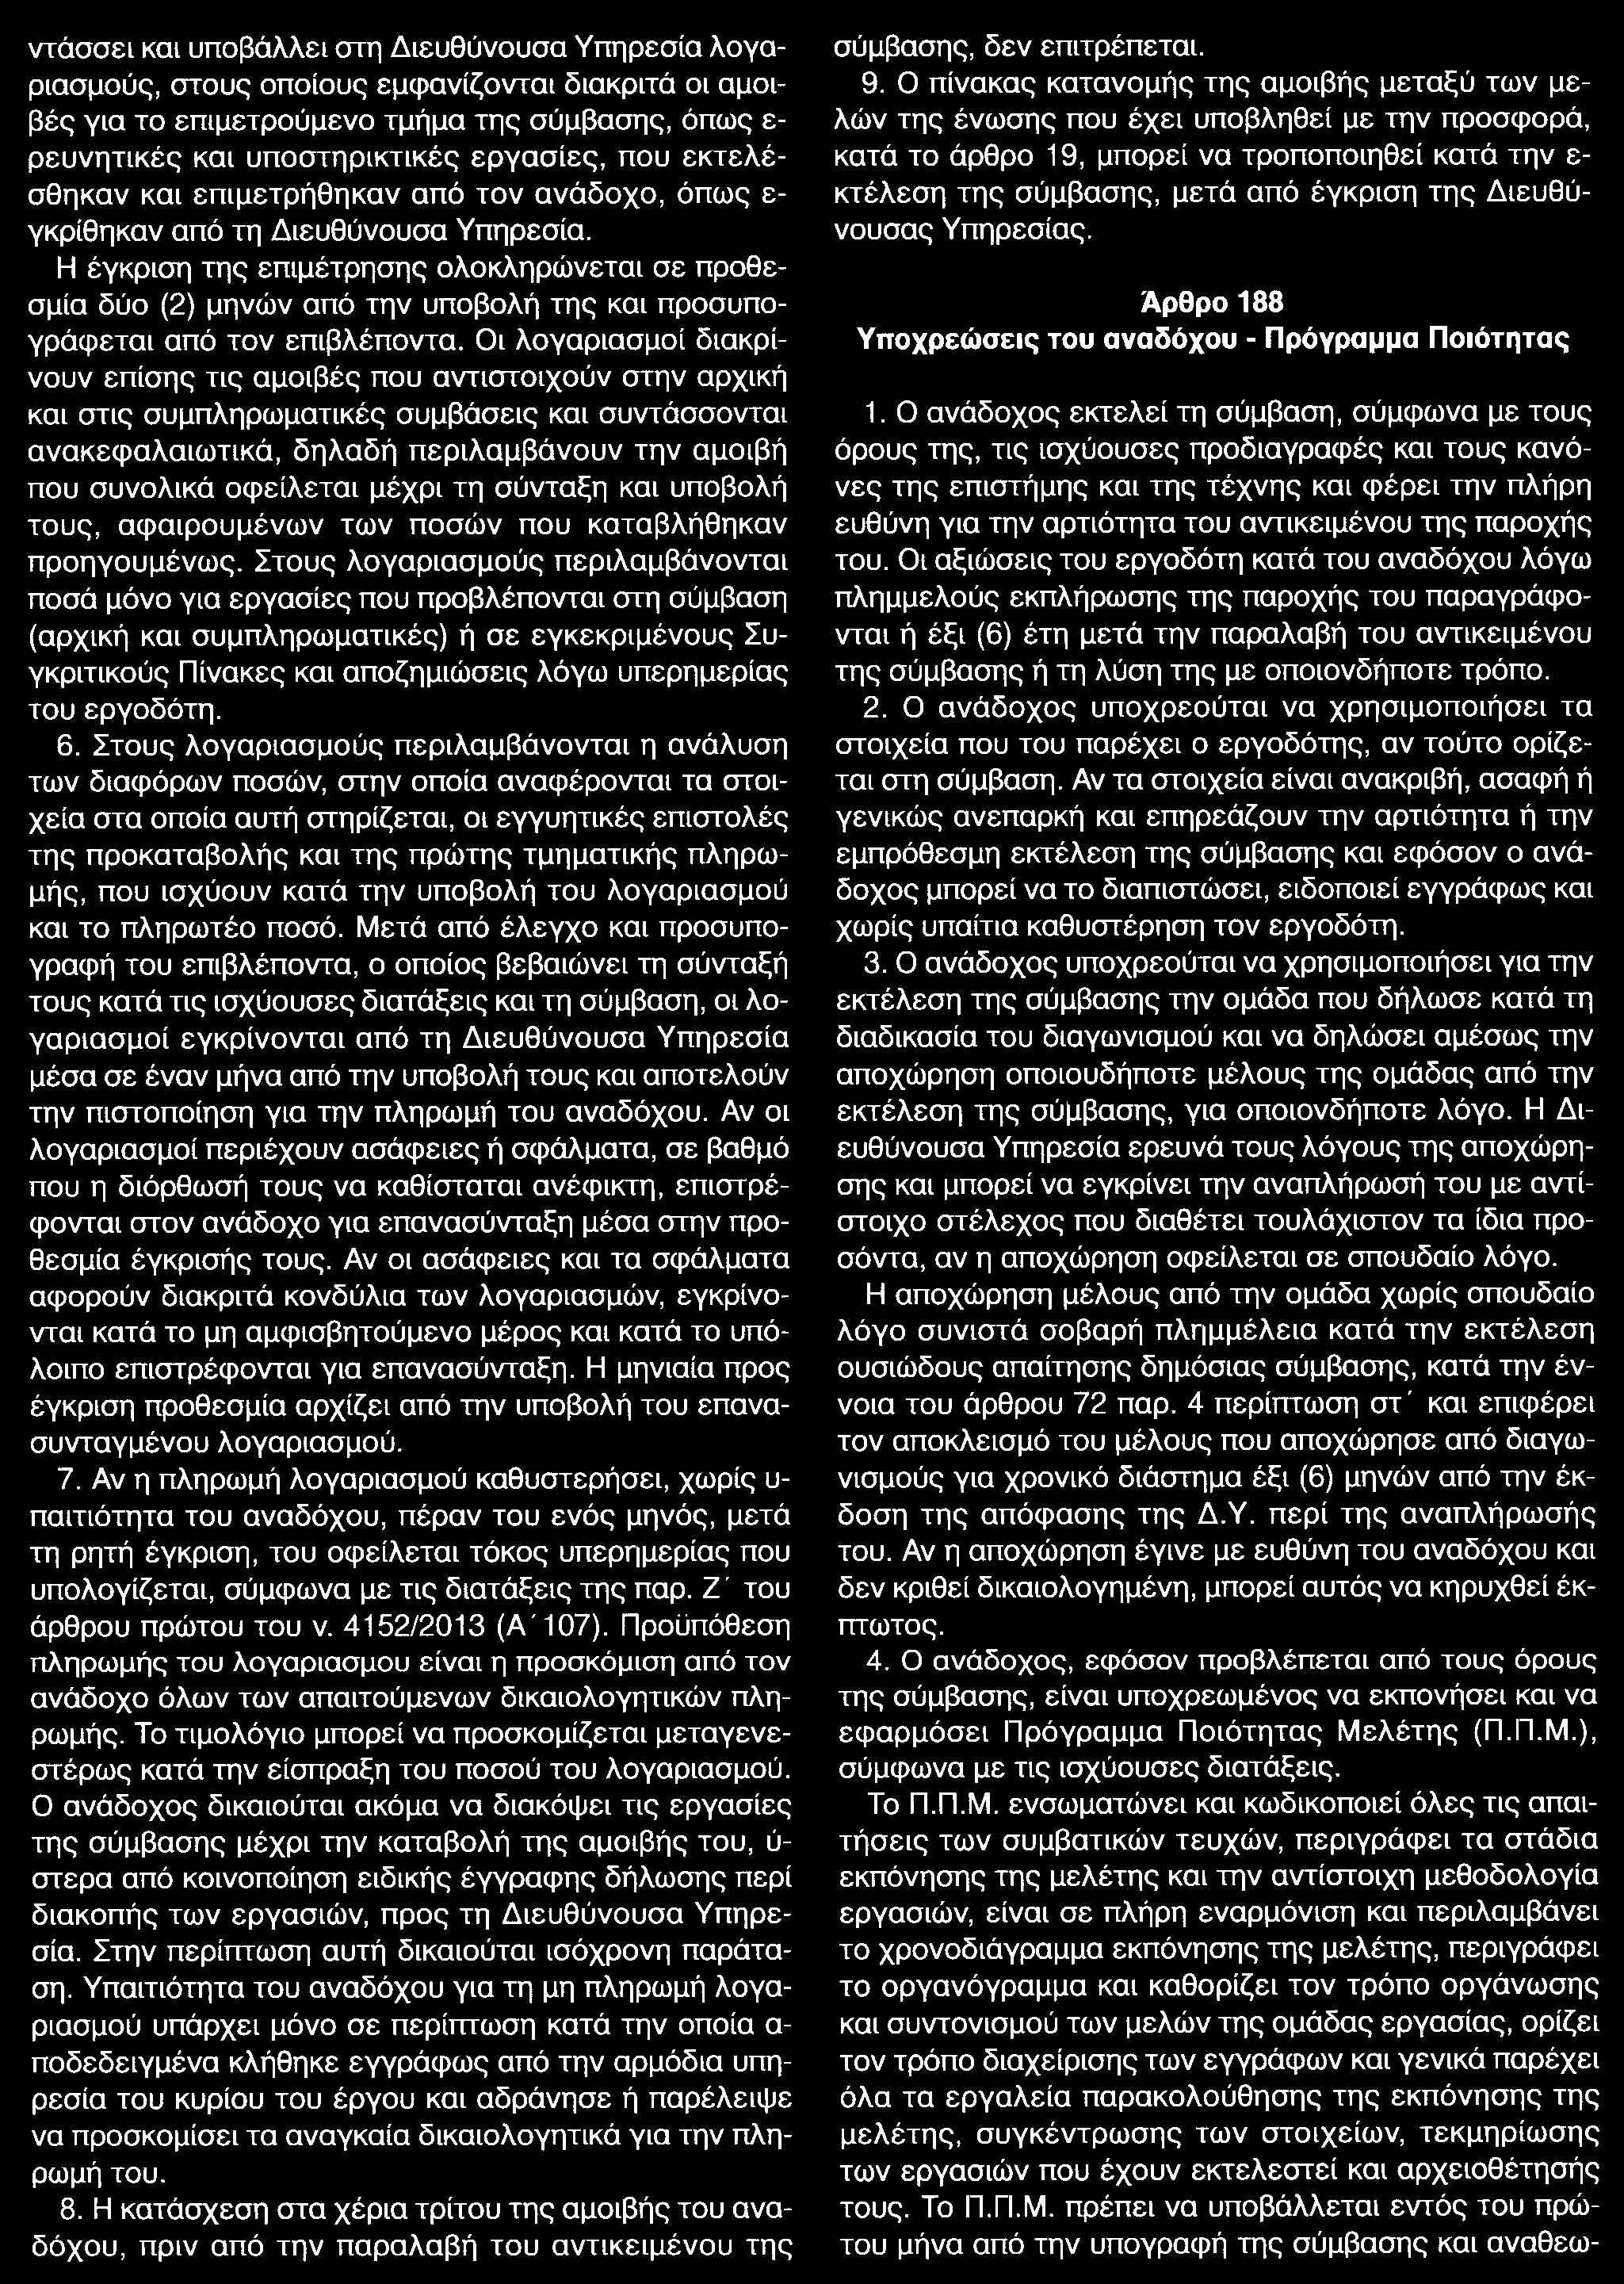 ντάσσει και υποβάλλει στη Διευθύνουσα Υπηρεσία λογα-
ριασμούς, στους οποίους εμφανίζονται διακριτά οι αμοι-
βές για το επιμετρούμενο τμήμα της σύμβασης, όπως ε-
ρευνητικές και υποστηρικτικές εργασίες, που εκτελέ-
σθηκαν και επιμετρήθηκαν από τον ανάδοχο, όπως ε-
γκρίθηκαν από τη Διευθύνουσα Υπηρεσία.
Η έγκριση της επιμέτρησης ολοκληρώνεται σε προθε-
σμία δύο (2) μηνών από την υποβολή της και προσυπο-
γράφεται από τον επιβλέποντα. Οι λογαριασμοί διακρί-
νουν επίσης τις αμοιβές που αντιστοιχούν στην αρχική
και στις συμπληρωματικές συμβάσεις και συντάσσονται
ανακεφαλαιωτικά, δηλαδή περιλαμβάνουν την αμοιβή
που συνολικά οφείλεται μέχρι τη σύνταξη και υποβολή
τους, αφαιρουμένων των ποσών που καταβλήθηκαν
προηγουμένως. Στους λογαριασμούς περιλαμβάνονται
ποσά μόνο για εργασίες που προβλέπονται στη σύμβαση
(αρχική και συμπληρωματικές) ή σε εγκεκριμένους Συ-
γκριτικούς Πίνακες και αποζημιώσεις λόγω υπερημερίας
του εργοδότη.
6. Στους λογαριασμούς περιλαμβάνονται η ανάλυση
των διαφόρων ποσών, στην οποία αναφέρονται τα στοι-
χεία στα οποία αυτή στηρίζεται, οι εγγυητικές επιστολές
της προκαταβολής και της πρώτης τμηματικής πληρω-
μής, που ισχύουν κατά την υποβολή του λογαριασμού
και το πληρωτέο ποσό. Μετά από έλεγχο και προσυπο-
γραφή του επιβλέποντα, ο οποίος βεβαιώνει τη σύνταξή
τους κατά τις ισχύουσες διατάξεις και τη σύμβαση, οι λο-
γαριασμοί εγκρίνονται από τη Διευθύνουσα Υπηρεσία
μέσα σε έναν μήνα από την υποβολή τους και αποτελούν
την πιστοποίηση για την πληρωμή του αναδόχου. Αν οι
λογαριασμοί περιέχουν ασάφειες ή σφάλματα, σε βαθμό
που η διόρθωσή τους να καθίσταται ανέφικτη, επιστρέ-
φονται στον ανάδοχο για επανασύνταξη μέσα στην προ-
θεσμία έγκρισής τους. Αν οι ασάφειες και τα σφάλματα
αφορούν διακριτά κονδύλια των λογαριασμών, εγκρίνο-
νται κατά το μη αμφισβητούμενο μέρος και κατά το υπό-
λοιπο επιστρέφονται για επανασύνταξη. Η μηνιαία προς
έγκριση προθεσμία αρχίζει από την υποβολή του επανα-
συνταγμένου λογαριασμού.
7. Αν η πληρωμή λογαριασμού καθυστερήσει, χωρίς υ-
παιτιότητα του αναδόχου, πέραν του ενός μηνός, μετά
τη ρητή έγκριση, του οφείλεται τόκος υπερημερίας που
υπολογίζεται, σύμφωνα με τις διατάξεις της παρ. Ζ΄ του
άρθρου πρώτου του ν. 4152/2013 (Α΄107). Προϋπόθεση
πληρωμής του λογαριασμου είναι η προσκόμιση από τον
ανάδοχο όλων των απαιτούμενων δικαιολογητικών πλη-
ρωμής. Το τιμολόγιο μπορεί να προσκομίζεται μεταγενε-
στέρως κατά την είσπραξη του ποσού του λογαριασμού.
Ο ανάδοχος δικαιούται ακόμα να διακόψει τις εργασίες
της σύμβασης μέχρι την καταβολή της αμοιβής του, ύ-
στερα από κοινοποίηση ειδικής έγγραφης δήλωσης περί
διακοπής των εργασιών, προς τη Διευθύνουσα Υπηρε-
σία. Στην περίπτωση αυτή δικαιούται ισόχρονη παράτα-
ση. Υπαιτιότητα του αναδόχου για τη μη πληρωμή λογα-
ριασμού υπάρχει μόνο σε περίπτωση κατά την οποία α-
ποδεδειγμένα κλήθηκε εγγράφως από την αρμόδια υπη-
ρεσία του κυρίου του έργου και αδράνησε ή παρέλειψε
να προσκομίσει τα αναγκαία δικαιολογητικά για την πλη-
ρωμή του.
8. Η κατάσχεση στα χέρια τρίτου της αμοιβής του ανα-
δόχου, πριν από την παραλαβή του αντικειμένου της
σύμβασης, δεν επιτρέπεται.
9. Ο πίνακας κατανομής της αμοιβής μεταξύ των με-
λών της ένωσης που έχει υποβληθεί με την προσφορά,
κατά το άρθρο 19, μπορεί να τροποποιηθεί κατά την ε-
κτέλεση της σύμβασης, μετά από έγκριση της Διευθύ-
νουσας Υπηρεσίας.
Άρθρο 188
Υποχρεώσεις του αναδόχου - Πρόγραμμα Ποιότητας
1. Ο ανάδοχος εκτελεί τη σύμβαση, σύμφωνα με τους
όρους της, τις ισχύουσες προδιαγραφές και τους κανό-
νες της επιστήμης και της τέχνης και φέρει την πλήρη
ευθύνη για την αρτιότητα του αντικειμένου της παροχής
του. Οι αξιώσεις του εργοδότη κατά του αναδόχου λόγω
πλημμελούς εκπλήρωσης της παροχής του παραγράφο-
νται ή έξι (6) έτη μετά την παραλαβή του αντικειμένου
της σύμβασης ή τη λύση της με οποιονδήποτε τρόπο.
2. Ο ανάδοχος υποχρεούται να χρησιμοποιήσει τα
στοιχεία που του παρέχει ο εργοδότης, αν τούτο ορίζε-
ται στη σύμβαση. Αν τα στοιχεία είναι ανακριβή, ασαφή ή
γενικώς ανεπαρκή και επηρεάζουν την αρτιότητα ή την
εμπρόθεσμη εκτέλεση της σύμβασης και εφόσον ο ανά-
δοχος μπορεί να το διαπιστώσει, ειδοποιεί εγγράφως και
χωρίς υπαίτια καθυστέρηση τον εργοδότη.
3. Ο ανάδοχος υποχρεούται να χρησιμοποιήσει για την
εκτέλεση της σύμβασης την ομάδα που δήλωσε κατά τη
διαδικασία του διαγωνισμού και να δηλώσει αμέσως την
αποχώρηση οποιουδήποτε μέλους της ομάδας από την
εκτέλεση της σύμβασης, για οποιονδήποτε λόγο. Η Δι-
ευθύνουσα Υπηρεσία ερευνά τους λόγους της αποχώρη-
σης και μπορεί να εγκρίνει την αναπλήρωσή του με αντί-
στοιχο στέλεχος που διαθέτει τουλάχιστον τα ίδια προ-
σόντα, αν η αποχώρηση οφείλεται σε σπουδαίο λόγο.
Η αποχώρηση μέλους από την ομάδα χωρίς σπουδαίο
λόγο συνιστά σοβαρή πλημμέλεια κατά την εκτέλεση
ουσιώδους απαίτησης δημόσιας σύμβασης, κατά την έν-
νοια του άρθρου 72 παρ. 4 περίπτωση στ΄ και επιφέρει
τον αποκλεισμό του μέλους που αποχώρησε από διαγω-
νισμούς για χρονικό διάστημα έξι (6) μηνών από την έκ-
δοση της απόφασης της Δ.Υ. περί της αναπλήρωσής
του. Αν η αποχώρηση έγινε με ευθύνη του αναδόχου και
δεν κριθεί δικαιολογημένη, μπορεί αυτός να κηρυχθεί έκ-
πτωτος.
4. Ο ανάδοχος, εφόσον προβλέπεται από τους όρους
της σύμβασης, είναι υποχρεωμένος να εκπονήσει και να
εφαρμόσει Πρόγραμμα Ποιότητας Μελέτης (Π.Π.Μ.),
σύμφωνα με τις ισχύουσες διατάξεις.
Το Π.Π.Μ. ενσωματώνει και κωδικοποιεί όλες τις απαι-
τήσεις των συμβατικών τευχών, περιγράφει τα στάδια
εκπόνησης της μελέτης και την αντίστοιχη μεθοδολογία
εργασιών, είναι σε πλήρη εναρμόνιση και περιλαμβάνει
το χρονοδιάγραμμα εκπόνησης της μελέτης, περιγράφει
το οργανόγραμμα και καθορίζει τον τρόπο οργάνωσης
και συντονισμού των μελών της ομάδας εργασίας, ορίζει
τον τρόπο διαχείρισης των εγγράφων και γενικά παρέχει
όλα τα εργαλεία παρακολούθησης της εκπόνησης της
μελέτης, συγκέντρωσης των στοιχείων, τεκμηρίωσης
των εργασιών που έχουν εκτελεστεί και αρχειοθέτησής
τους. Το Π.Π.Μ. πρέπει να υποβάλλεται εντός του πρώ-
του μήνα από την υπογραφή της σύμβασης και αναθεω-